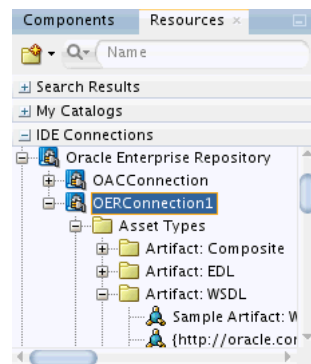 Components Resources
Name
Search Results
My Catalogs
IDE Connections
Oracle Enterprise Repository
OACConnection
OERConnection1
Asset Types
Artifact: Composite
Artifact: EDL
Artifact: WSDL
Sample Artifact: W
{http://oracle.cor